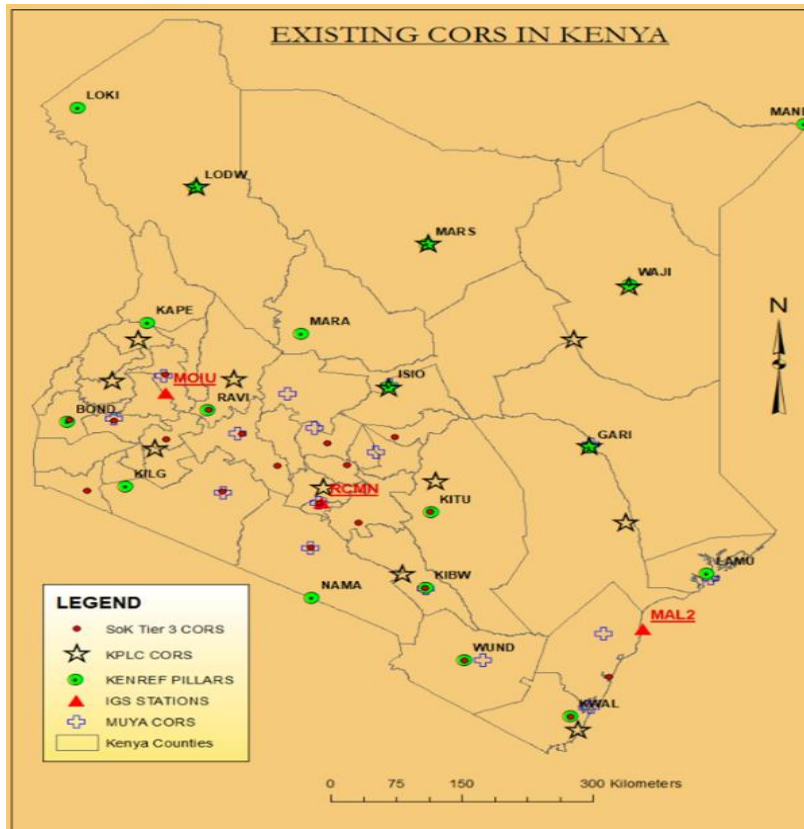 EXISTING CORS IN KENYA
LOKI
MAND
LODW
MARS
WAJI
N
KAPE
MARA
MOIU
ISIO
RAVI
BOND
GARI
KILG
RCMN
KITU
LAMU
NAMA
KIBW
MAL2
WUND
KWAL
LEGEND
SoK Tier 3 CORS
KPLC CORS
KENREF PILLARS
IGS STATIONS
MUYA CORS
Kenya Counties
0 75 150 300 Kilometers